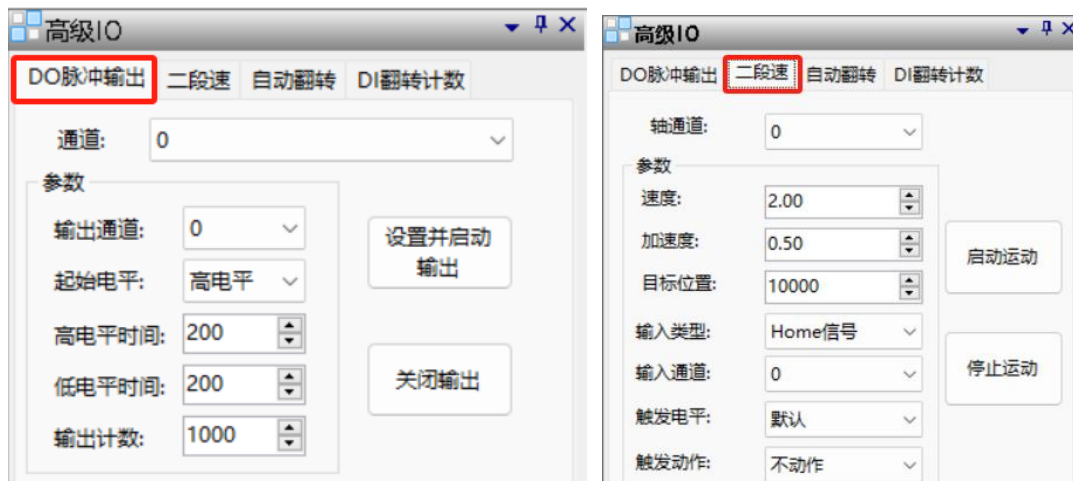 高级IO
DO脉冲输出 二段速 自动翻转 DI翻转计数
通道: 0
参数
输出通道: 0
起始电平: 高电平
高电平时间: 200
低电平时间: 200
输出计数: 1000
设置并启动
输出
关闭输出
高级IO
DO脉冲输出 二段速 自动翻转 DI翻转计数
轴通道: 0
参数
速度: 2.00
加速度: 0.50
目标位置: 10000
输入类型: Home信号
输入通道: 0
触发电平: 默认
触发动作: 不动作
启动运动
停止运动